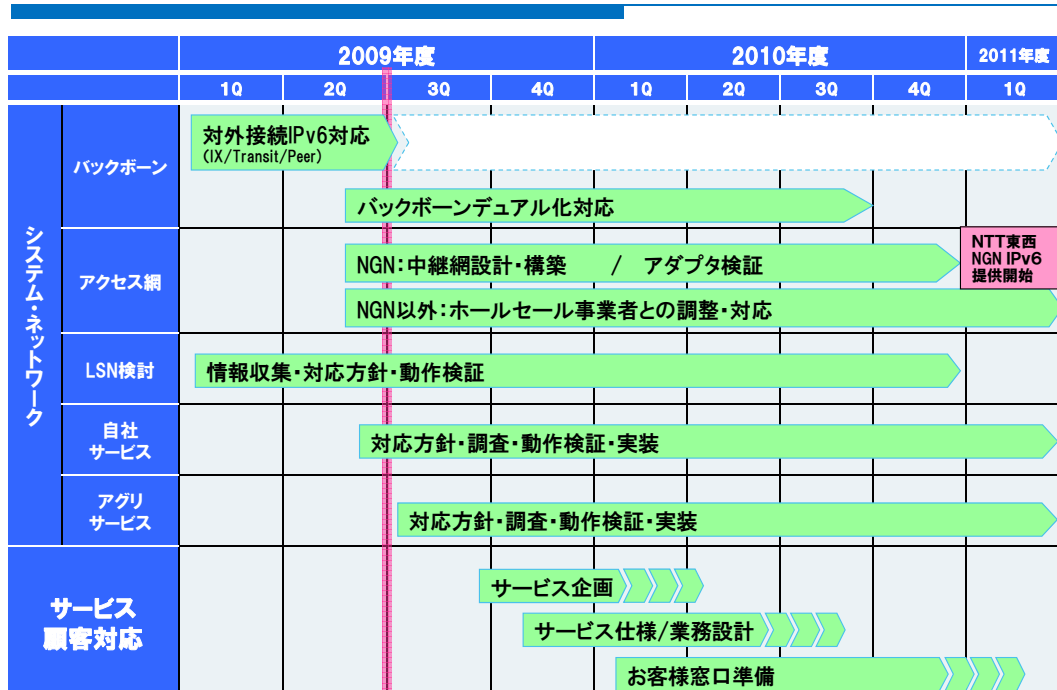 2009年度
2010年度
2011年度
1Q
2Q
3Q
4Q
1Q
2Q
3Q
4Q
1Q
システム・ネットワーク
バックボーン
対外接続IPv6対応
(IX/Transit/Peer)
バックボーンデュアル化対応
アクセス網
NGN:中継網設計・構築 / アダプタ検証
NTT東西
NGN IPv6
提供開始
NGN以外:ホールセール事業者との調整・対応
LSN検討
情報収集・対応方針・動作検証
自社
サービス
対応方針・調査・動作検証・実装
アグリ
サービス
対応方針・調査・動作検証・実装
サービス
顧客対応
サービス企画
サービス仕様/業務設計
お客様窓口準備